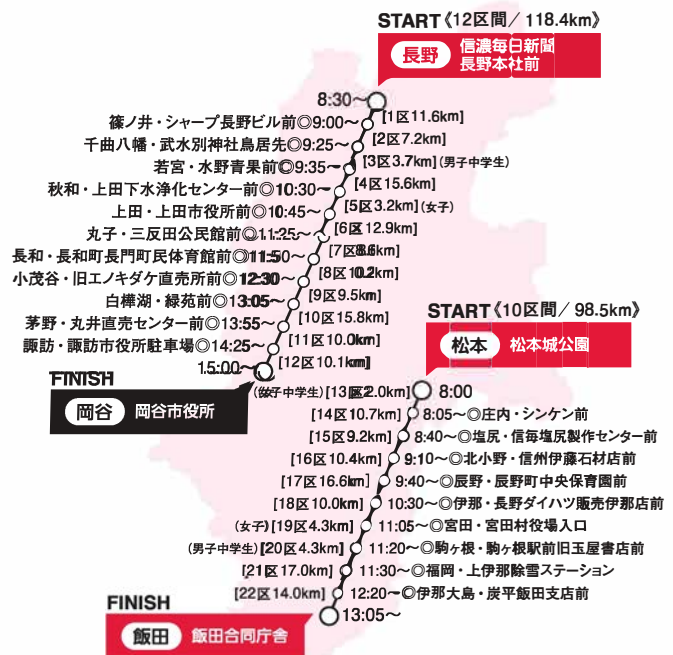 START《12区間/118.4km》
長野 信濃毎日新聞
長野本社前
8:30〜
[1区11.6km]
篠ノ井・シャープ長野ビル前◎9:00〜
[2区7.2km]
千曲八幡・武水別神社鳥居先◎9:25〜
[3区3.7km](男子中学生)
若宮・水野青果前◎9:35〜
[4区15.6km]
秋和・上田下水浄化センター前◎10:30〜
[5区3.2km](女子)
上田・上田市役所前◎10:45〜
[6区12.9km]
丸子・三反田公民館前◎11:25〜
[7区8.6km]
長和・長和町長門町民体育館前◎11:50〜
[8区10.2km]
小茂谷・旧エノキダケ直売所前◎12:30〜
[9区9.5km]
白樺湖・緑苑前◎13:05〜
[10区15.8km]
茅野・丸井直売センター前◎13:55〜
[11区10.0km]
諏訪・諏訪市役所駐車場◎14:25〜
[12区10.1km]
15:00〜
FINISH
岡谷 岡谷市役所
START《10区間/98.5km》
松本 松本城公園
8:00
(女子中学生)[13区2.0km]
8:05〜◎庄内・シンケン前
[14区10.7km]
8:40〜◎塩尻・信毎塩尻製作センター前
[15区9.2km]
9:10〜◎北小野・信州伊藤石材店前
[16区10.4km]
9:40〜◎辰野・辰野町中央保育園前
[17区16.6km]
10:30〜◎伊那・長野ダイハツ販売伊那店前
[18区10.0km]
11:05〜◎宮田・宮田村役場入口
(女子)[19区4.3km]
11:20〜◎駒ヶ根・駒ヶ根駅前旧玉屋書店前
(男子中学生)[20区4.3km]
11:30〜◎福岡・上伊那除雪ステーション
[21区17.0km]
12:20〜◎伊那大島・炭平飯田支店前
[22区14.0km]
13:05〜
FINISH
飯田 飯田合同庁舎